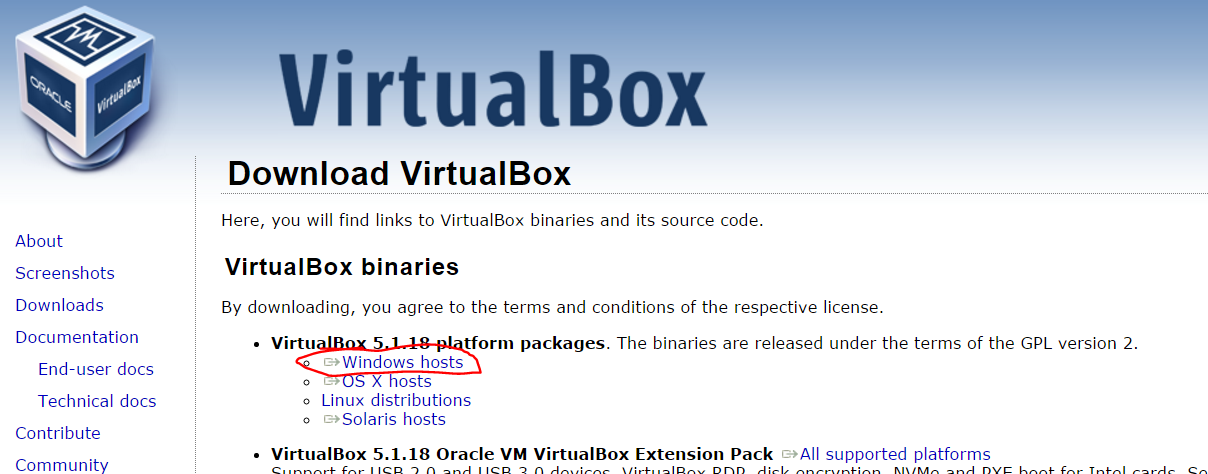 ORACLE
VirtualBox
VirtualBox
Download VirtualBox
Here, you will find links to VirtualBox binaries and its source code.
About
Screenshots
Downloads
Documentation
End-user docs
Technical docs
Contribute
Community
VirtualBox binaries
By downloading, you agree to the terms and conditions of the respective license.
VirtualBox 5.1.18 platform packages. The binaries are released under the terms of the GPL version 2.
Windows hosts
OS X hosts
Linux distributions
Solaris hosts
VirtualBox 5.1.18 Oracle VM VirtualBox Extension Pack All supported platforms
Support for USB 2.0 and USB 3.0 devices, VirtualBox RDP, disk encryption, NVMe and PXE boot for Intel cards. So